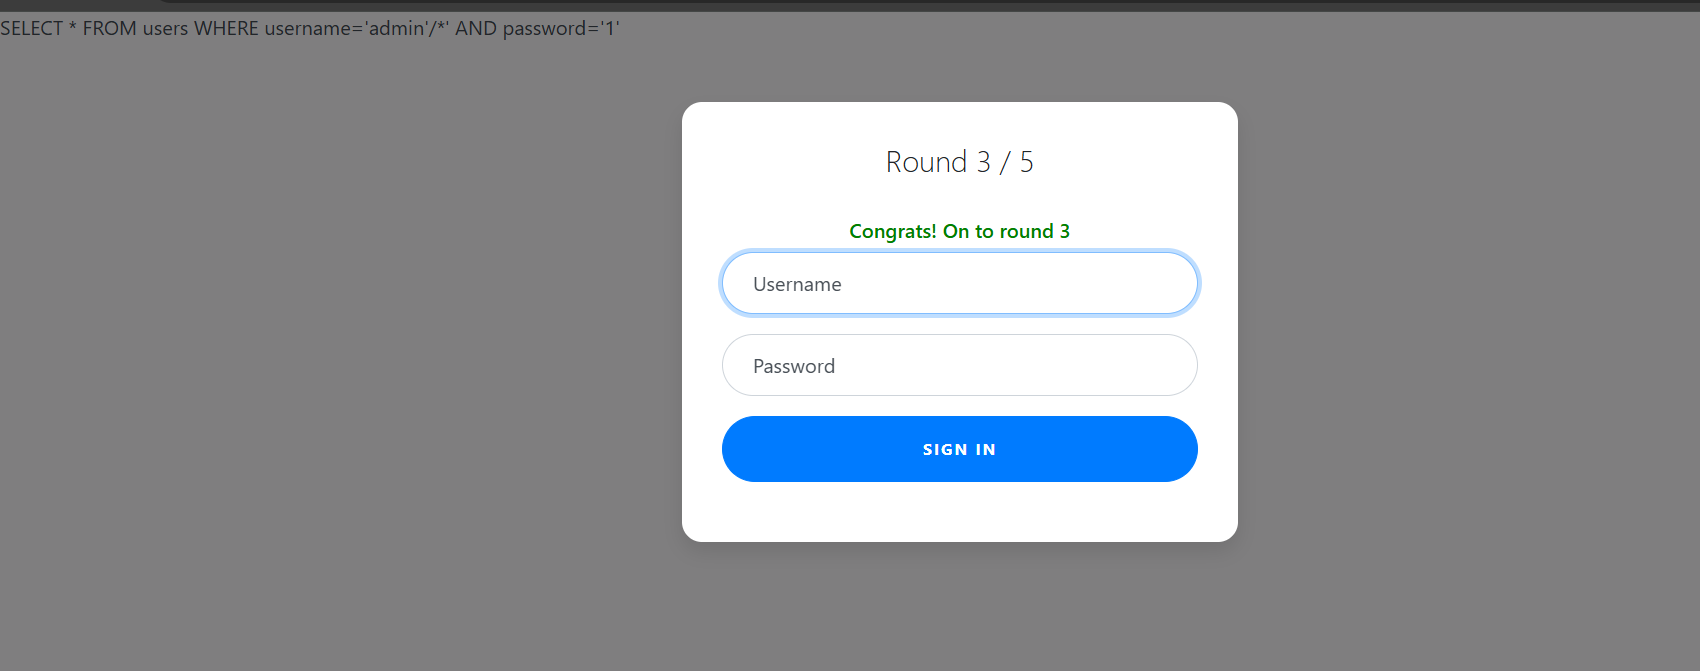 SELECT * FROM users WHERE username='admin'/*' AND password='1'
Round 3 / 5
Congrats! On to round 3
Username
Password
SIGN IN